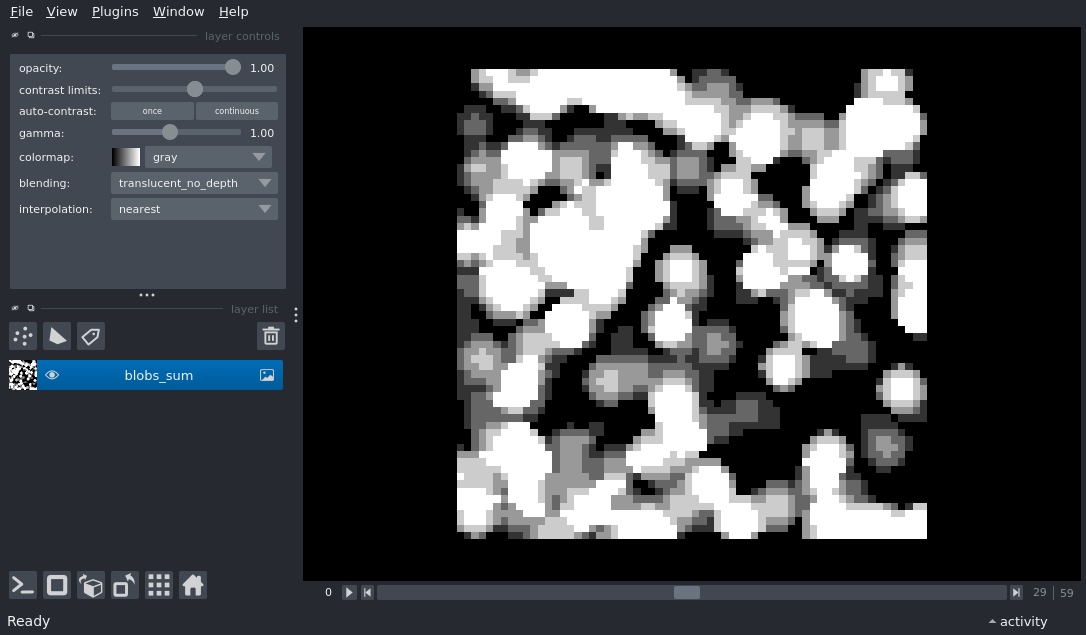 File View Plugins Window Help
layer controls
opacity: 1.00
contrast limits:
auto-contrast: once continuous
gamma: 1.00
colormap: gray
blending: translucent_no_depth
interpolation: nearest
layer list
blobs_sum
0 29 59
Ready activity